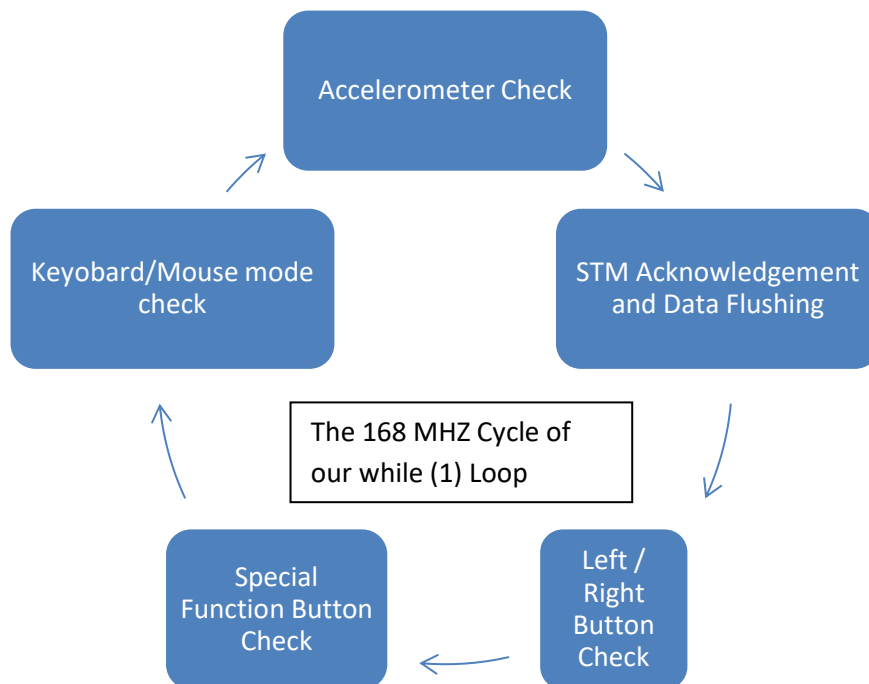 Accelerometer Check
STM Acknowledgement
and Data Flushing
Left /
Right
Button
Check
Special
Function Button
Check
Keyobard/Mouse mode
check
The 168 MHZ Cycle of
our while (1) Loop